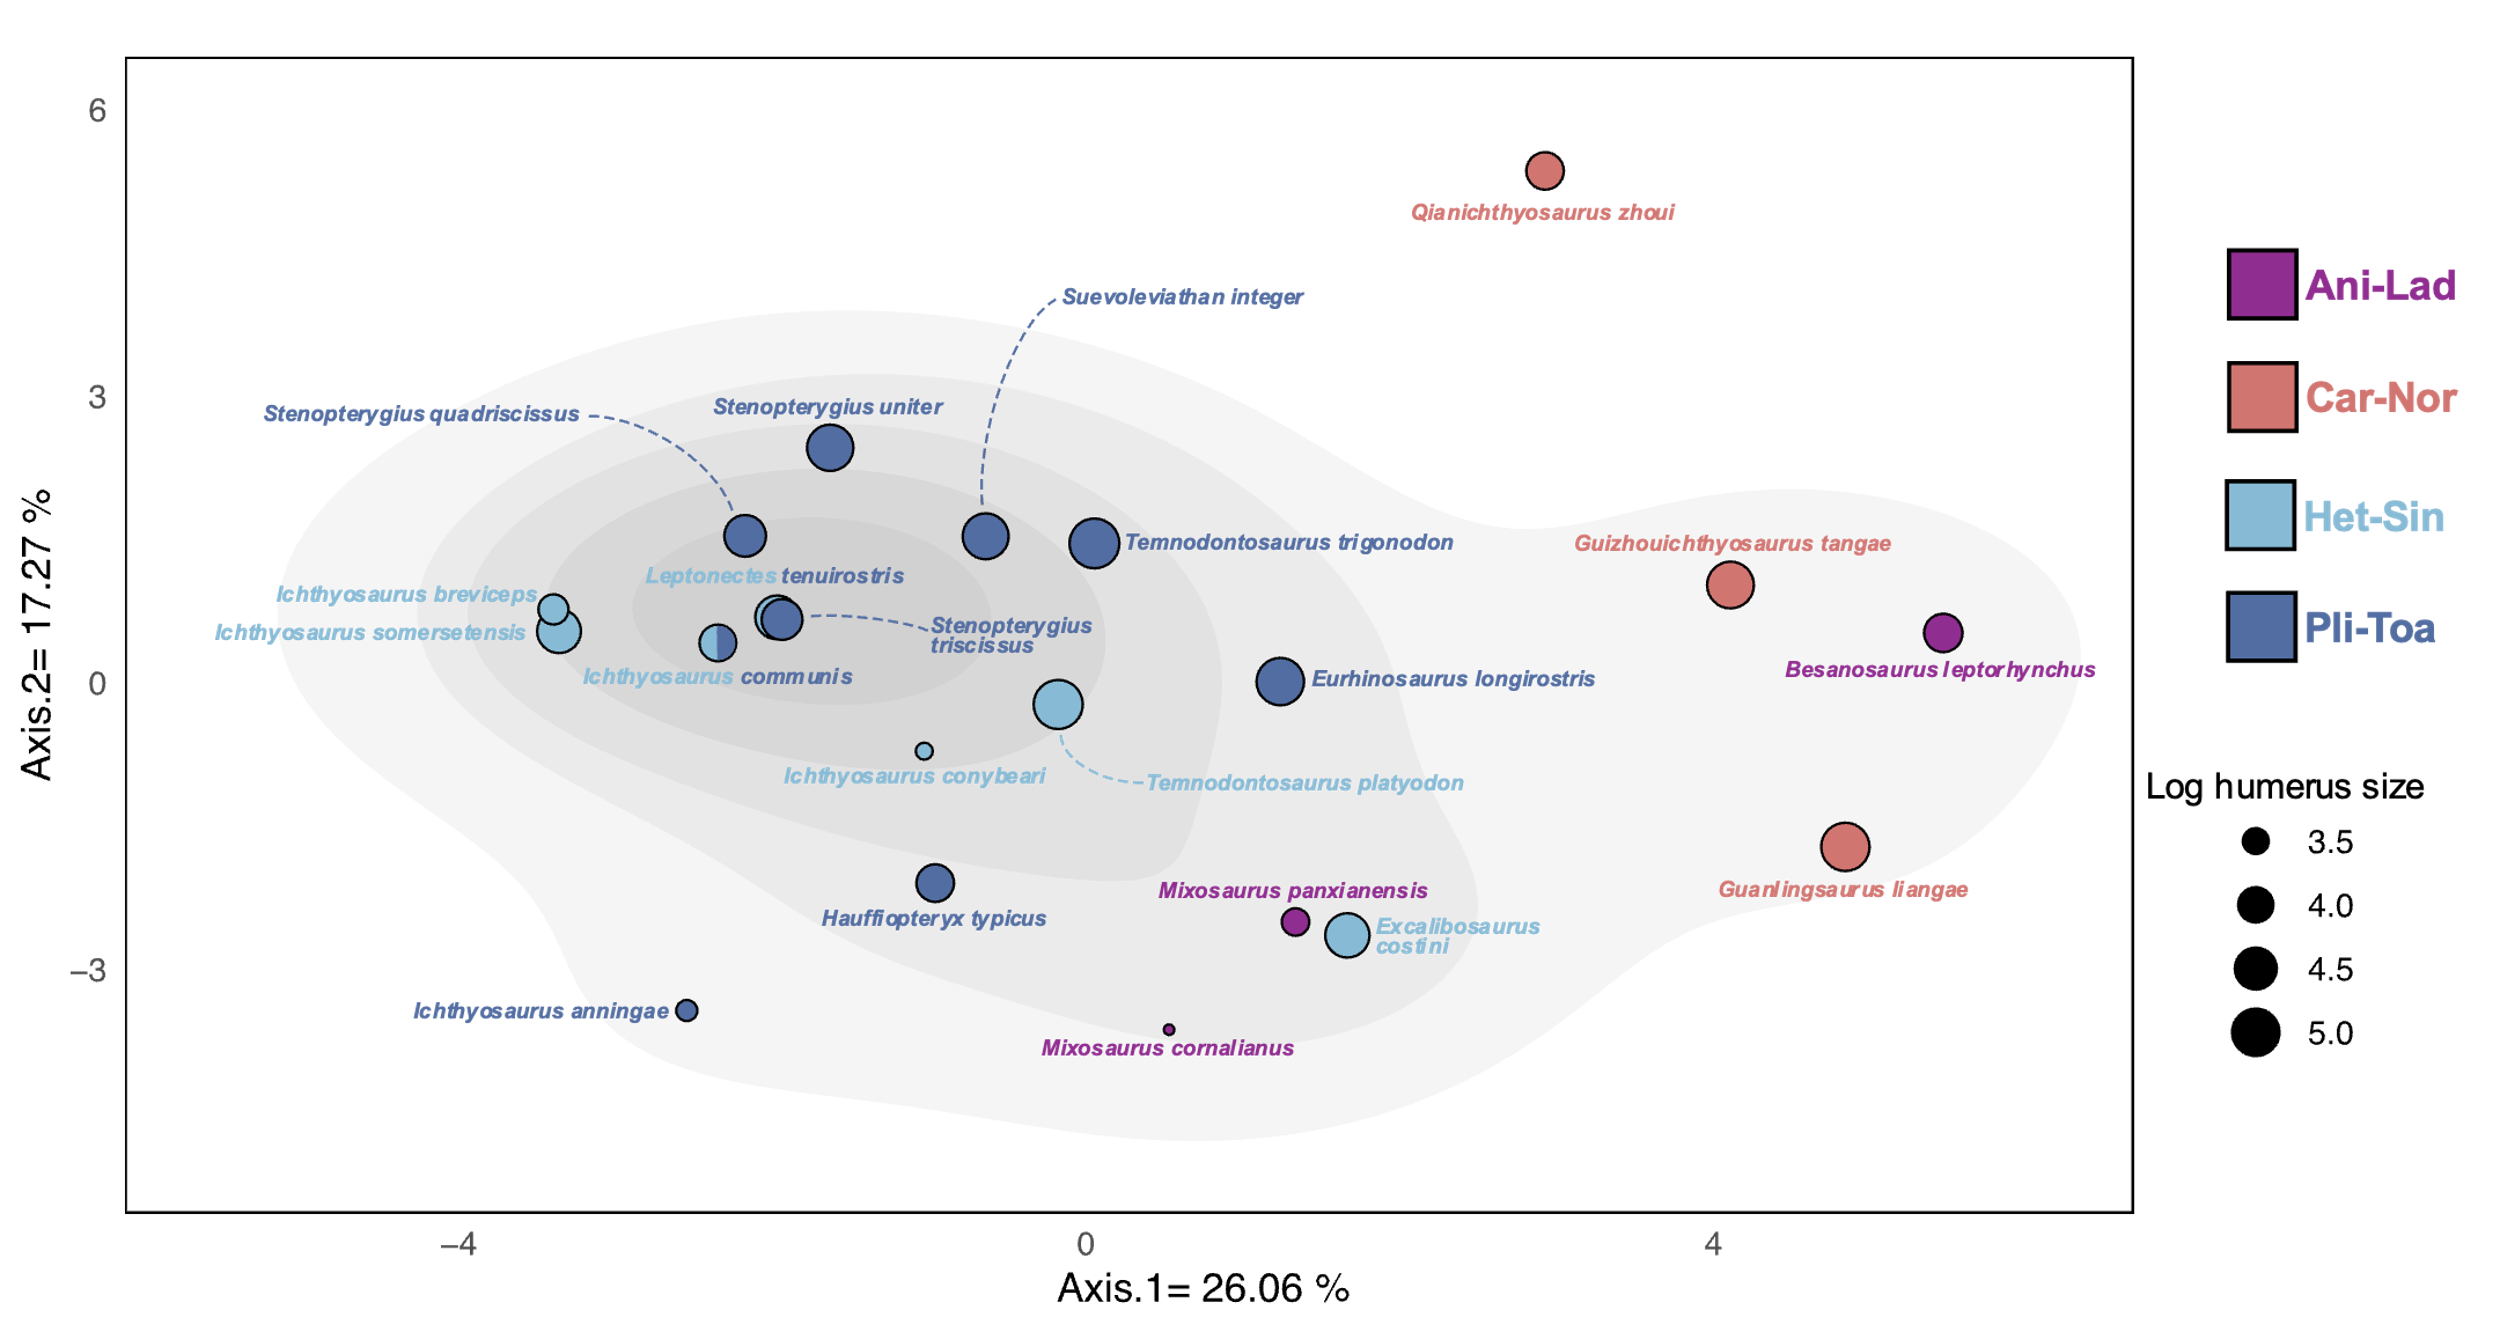 6
Qianichthyosaurus zhoui
Suevoleviathan integer
Ani-Lad
3
Stenopterygius quadriscissus
Stenopterygius uniter
Car-Nor
Temnodontosaurus trigonodon
Guizhouichthyosaurus tangae
Het-Sin
Leptonectes tenuirostris
Ichthyosaurus breviceps
Ichthyosaurus somersetensis
Stenopterygius
triscissus
Pli-Toa
Ichthyosaurus communis
0
Eurhinosaurus longirostris
Besanosaurus leptorhynchus
Axis.2= 17.27 %
Ichthyosaurus conybeari
Temnodontosaurus platyodon
Log humerus size
3.5
4.0
4.5
5.0
Mixosaurus panxianensis
Guanlingsaurus liangae
Hauffiopteryx typicus
Excalibosaurus
costini
−3
Ichthyosaurus anningae
Mixosaurus cornalianus
−4
0
4
Axis.1= 26.06 %